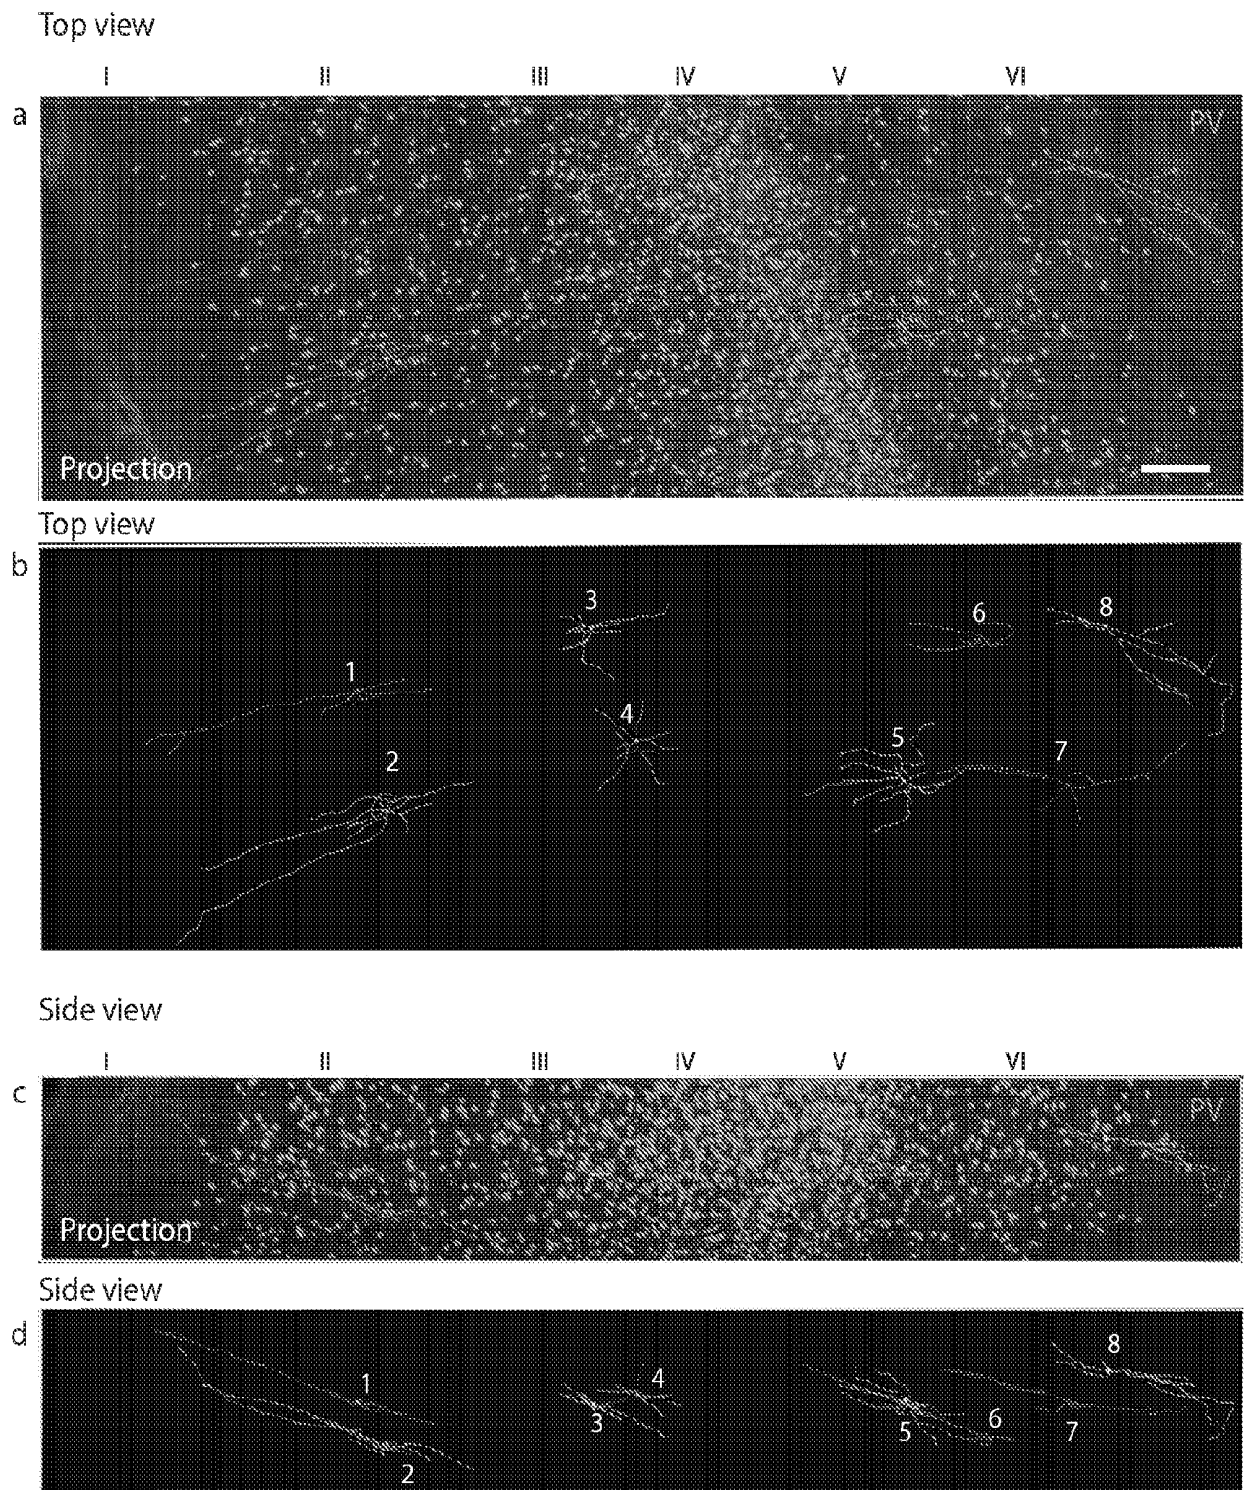 Top view
I II III IV V VI
a
PV
Projection
Top view
b
3 6 8
1
4
5
2
7
Side view
I II III IV V VI
c
PV
Projection
Side view
d
8
1 4
3
5 6 7
2